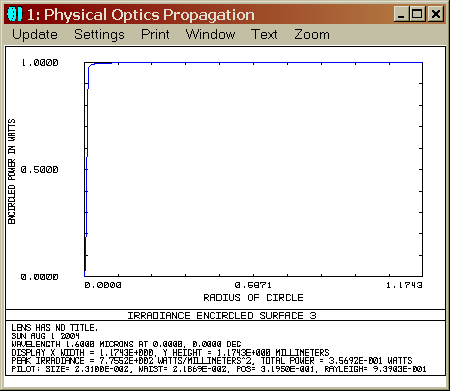 1: Physical Optics Propagation
Update Settings Print Window Text Zoom
1.0000
ENCIRCLED POWER IN WATTS
0.5000
0.0000
0.0000 0.5871 1.1743
RADIUS OF CIRCLE
IRRADIANCE ENCIRCLED SURFACE 3
LENS HAS NO TITLE.
SUN AUG 1 2004
WAVELENGTH 1.6000 MICRONS AT 0.0000, 0.0000 DEG
DISPLAY X WIDTH = 1.1743E+000, Y HEIGHT = 1.1743E+000 MILLIMETERS
PEAK IRRADIANCE = 7.7552E+002 WATTS/MILLIMETERS^2, TOTAL POWER = 3.5692E-001 WATTS
PILOT: SIZE= 2.3100E-002, WAIST= 2.1869E-002, POS= 3.1950E-001, RAYLEIGH= 9.3903E-001